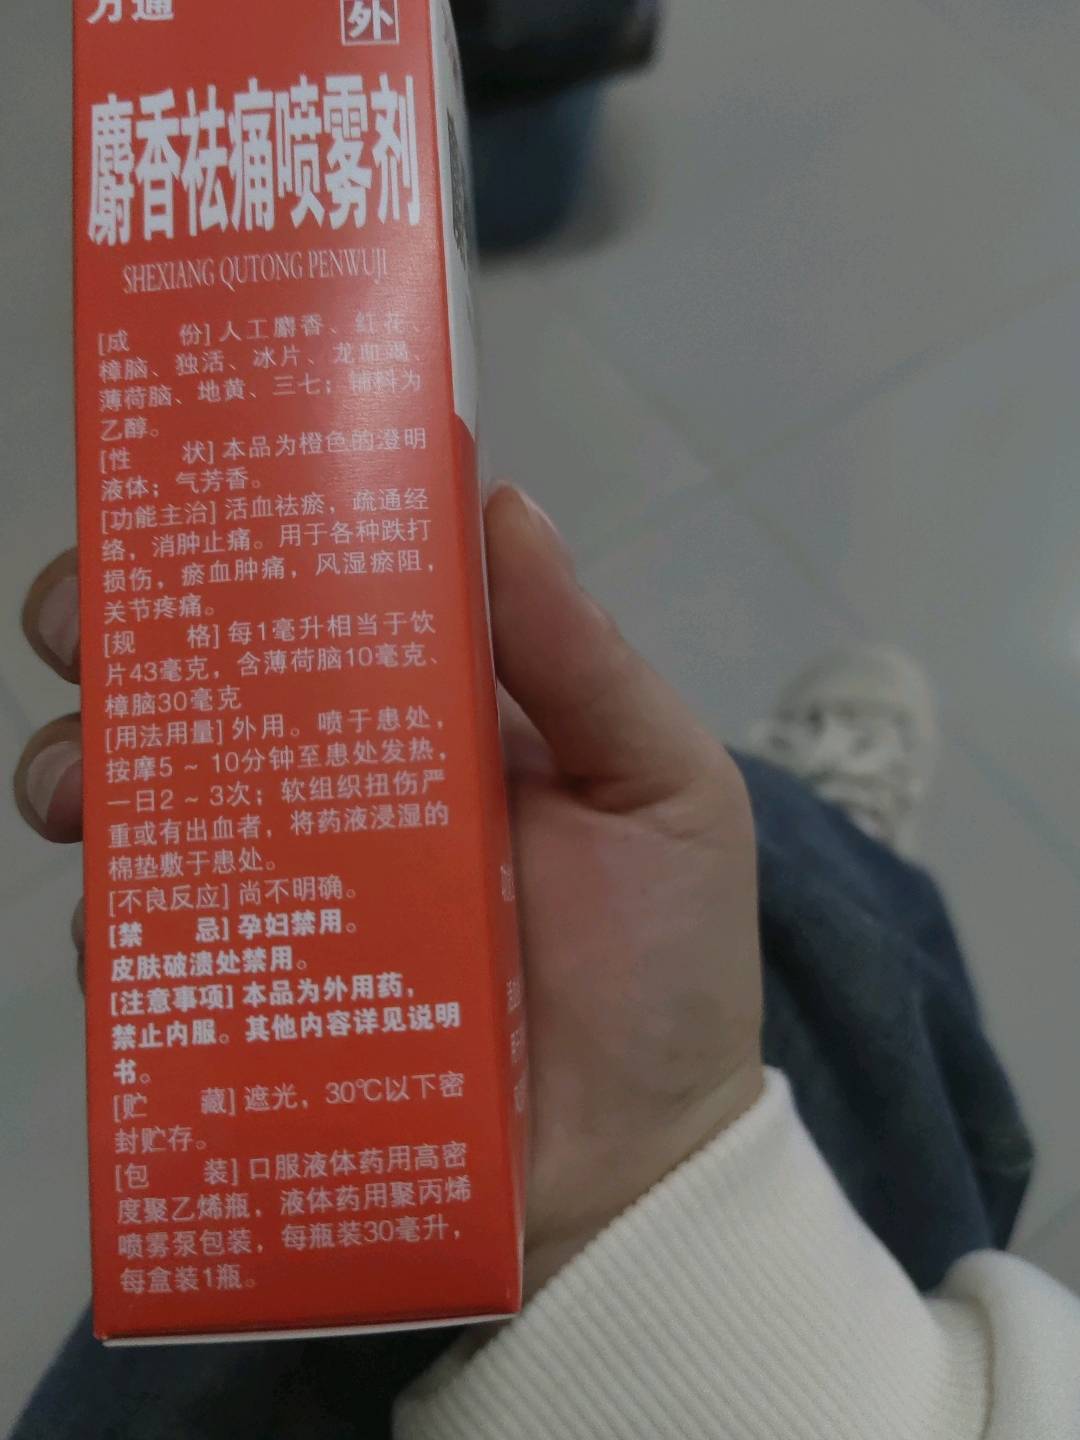 万通
外
麝香祛痛喷雾剂
SHEXIANG QUTONG PENWUJI
[成 份] 人工麝香、红花、
樟脑、独活、冰片、龙血竭、
薄荷脑、地黄、三七；辅料为
乙醇。
[性 状] 本品为橙色的澄明
液体；气芳香。
[功能主治] 活血祛瘀，疏通经
络，消肿止痛。用于各种跌打
损伤，瘀血肿痛，风湿瘀阻，
关节疼痛。
[规 格] 每1毫升相当于饮
片43毫克，含薄荷脑10毫克、
樟脑30毫克
[用法用量] 外用。喷于患处，
按摩5～10分钟至患处发热，
一日2～3次；软组织扭伤严
重或有出血者，将药液浸湿的
棉垫敷于患处。
[不良反应] 尚不明确。
[禁 忌] 孕妇禁用。
皮肤破溃处禁用。
[注意事项] 本品为外用药，
禁止内服。其他内容详见说明
书。
[贮 藏] 遮光，30℃以下密
封贮存。
[包 装] 口服液体药用高密
度聚乙烯瓶，液体药用聚丙烯
喷雾泵包装，每瓶装30毫升，
每盒装1瓶。